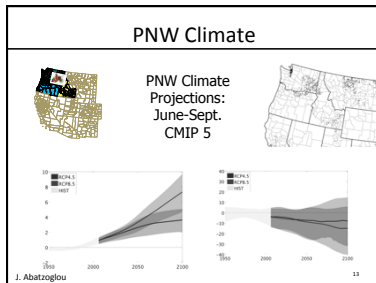 PNW Climate
PNW Climate
Projections:
June-Sept.
CMIP 5
10
8
6
4
2
0
-2
1950
2000
2050
2100
RCP4.5
RCP8.5
HIST
40
30
20
10
0
-10
-20
-30
-40
1950
2000
2050
2100
RCP4.5
RCP8.5
HIST
J. Abatzoglou
13